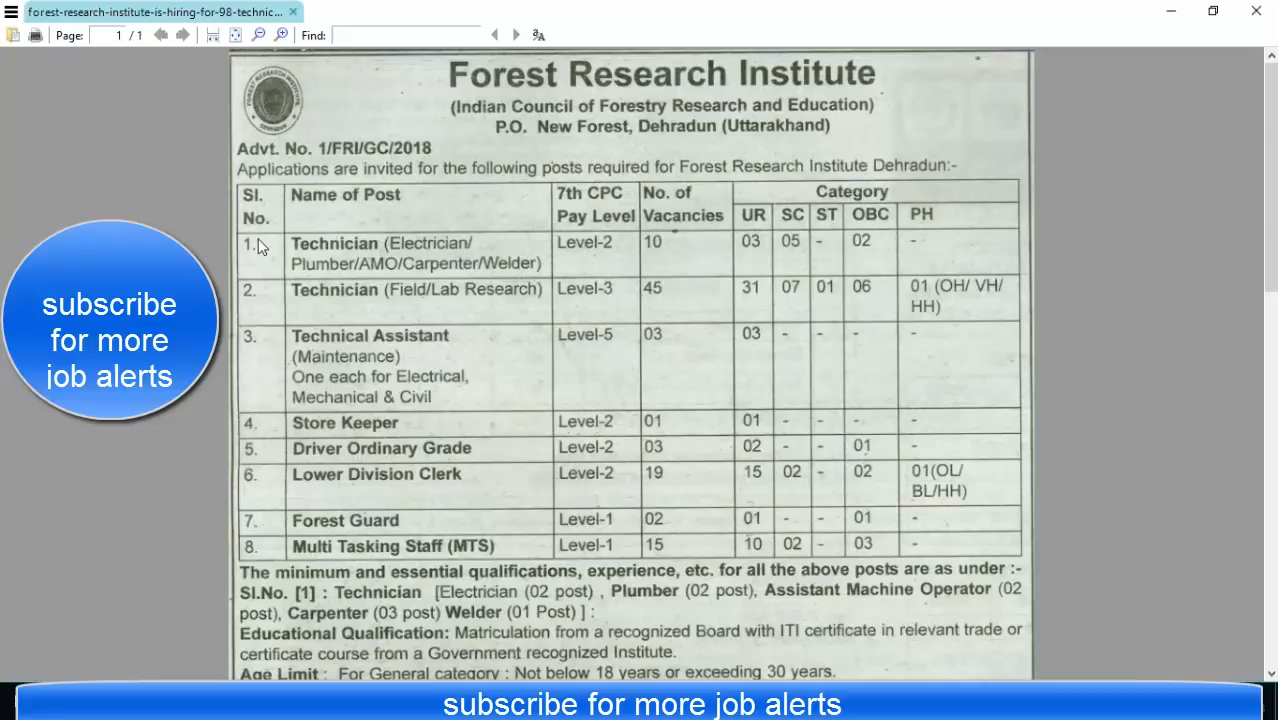 forest-research-institute-is-hiring-for-98-technic...
Page: 1 / 1 Find:
Forest Research Institute
(Indian Council of Forestry Research and Education)
P.O. New Forest, Dehradun (Uttarakhand)
Advt. No. 1/FRI/GC/2018
Applications are invited for the following posts required for Forest Research Institute Dehradun:-
Sl. No. Name of Post 7th CPC Pay Level No. of Vacancies Category
UR SC ST OBC PH
1. Technician (Electrician/ Level-2 10 03 05 - 02 -
Plumber/AMO/Carpenter/Welder)
2. Technician (Field/Lab Research) Level-3 45 31 07 01 06 01 (OH/ VH/
HH)
3. Technical Assistant Level-5 03 03 - - - -
(Maintenance)
One each for Electrical,
Mechanical & Civil
4. Store Keeper Level-2 01 01 - - - -
5. Driver Ordinary Grade Level-2 03 02 - - 01 -
6. Lower Division Clerk Level-2 19 15 02 - 02 01(OL/
BL/HH)
7. Forest Guard Level-1 02 01 - - 01 -
8. Multi Tasking Staff (MTS) Level-1 15 10 02 - 03 -
The minimum and essential qualifications, experience, etc. for all the above posts are as under :-
Sl.No. [1] : Technician [Electrician (02 post) , Plumber (02 post), Assistant Machine Operator (02
post), Carpenter (03 post) Welder (01 Post) ] :
Educational Qualification: Matriculation from a recognized Board with ITI certificate in relevant trade or
certificate course from a Government recognized Institute.
Age Limit : For General category : Not below 18 years or exceeding 30 years.
subscribe
for more
job alerts
subscribe for more job alerts